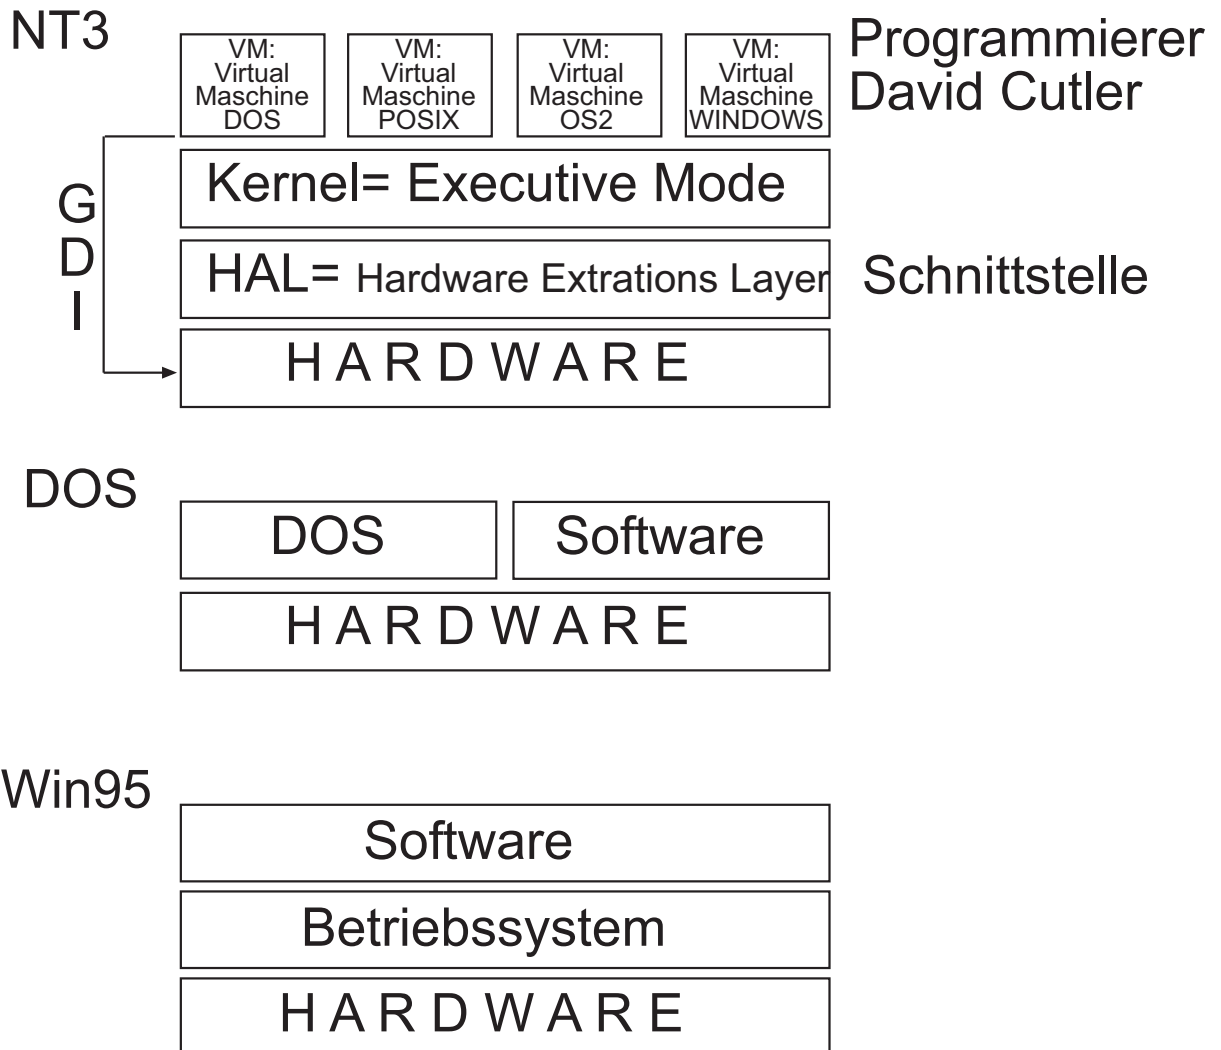 NT3
VM:
Virtual
Maschine
DOS
VM:
Virtual
Maschine
POSIX
VM:
Virtual
Maschine
OS2
VM:
Virtual
Maschine
WINDOWS
Programmierer
David Cutler
G
D
I
Kernel= Executive Mode
HAL= Hardware Extrations Layer
Schnittstelle
H A R D W A R E
DOS
DOS
Software
H A R D W A R E
Win95
Software
Betriebssystem
H A R D W A R E